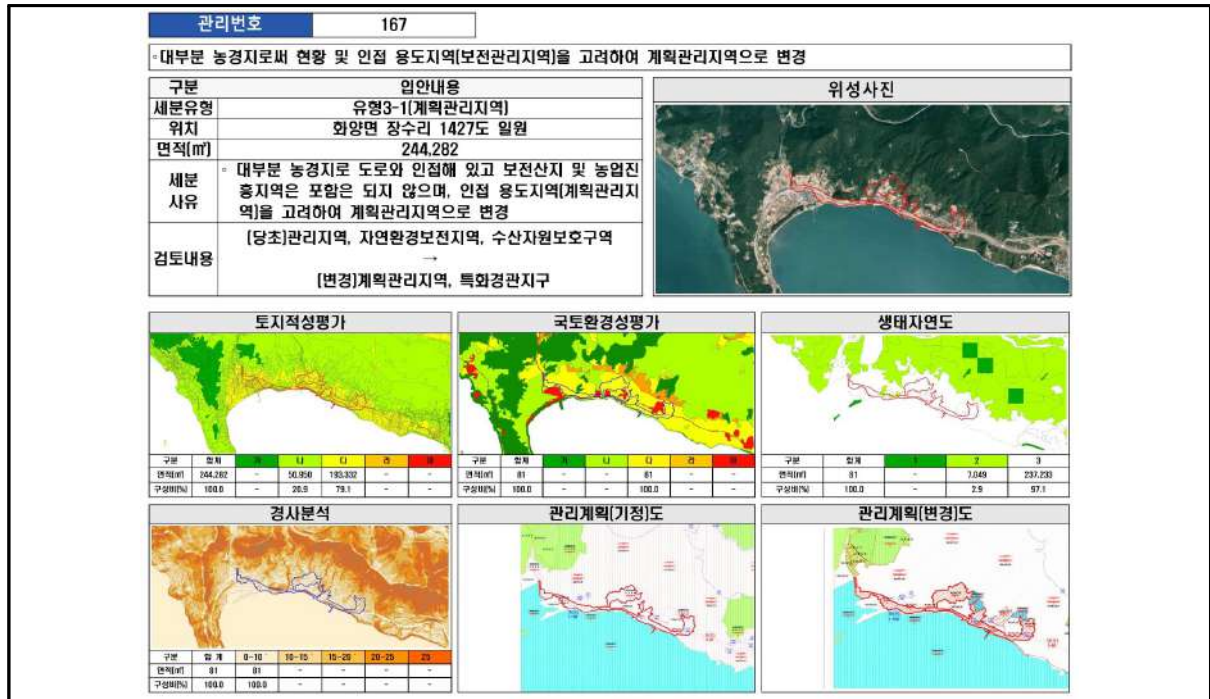 관리번호 167
◦대부분 농경지로써 현황 및 인접 용도지역(보전관리지역)을 고려하여 계획관리지역으로 변경
구분 입안내용
세분유형 유형3-1(계획관리지역)
위치 화양면 장수리 1427도 일원
면적(㎡) 244,282
세분
사유
◦ 대부분 농경지로 도로와 인접해 있고 보전산지 및 농업진
흥지역은 포함은 되지 않으며, 인접 용도지역(계획관리지
역)을 고려하여 계획관리지역으로 변경
검토내용
(당초)관리지역, 자연환경보전지역, 수산자원보호구역
→
(변경)계획관리지역, 특화경관지구
위성사진
토지적성평가
구분 합계 가 나 다 라 마
면적(㎡) 244,282 - 50,950 193,332 - -
구성비(%) 100.0 - 20.9 79.1 - -
국토환경성평가
구분 합계 가 나 다 라 마
면적(㎡) 81 - - 81 - -
구성비(%) 100.0 - - 100.0 - -
생태자연도
구분 합계 1 2 3
면적(㎡) 81 - 7,049 237,233
구성비(%) 100.0 - 2.9 97.1
경사분석
구분 합 계 0~10 10~15 15~20 20~25 25
면적(㎡) 81 81 - - - -
구성비(%) 100.0 100.0 - - - -
관리계획(기정)도
관리계획(변경)도